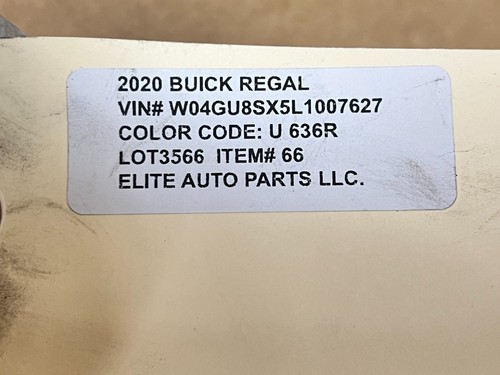 2020 BUICK REGAL
VIN# W04GU8SX5L1007627
COLOR CODE: U 636R
LOT3566 ITEM# 66
ELITE AUTO PARTS LLC.